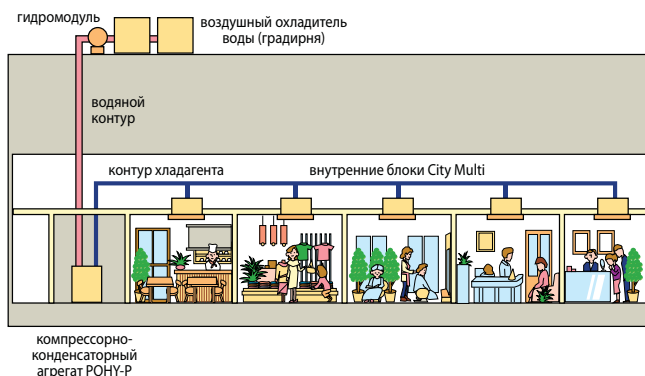 гидромодуль
воздушный охладитель
воды (градирня)
водяной
контур
контур хладагента
внутренние блоки City Multi
компрессорно-
конденсаторный
агрегат PQHY-P